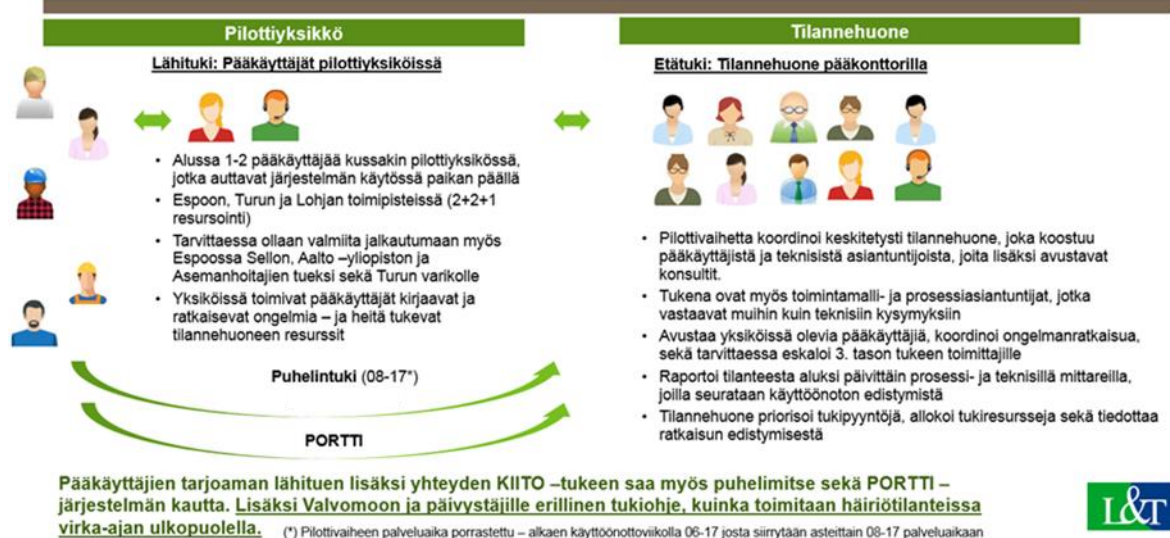 Pilottiyksikkö
Lähituki: Pääkäyttäjät pilottiyksiköissä
• Alussa 1-2 pääkäyttäjää kussakin pilottiyksikössä,
jotka auttavat järjestelmän käytössä paikan päällä
• Espoon, Turun ja Lohjan toimipisteissä (2+2+1
resursointi)
• Tarvittaessa ollaan valmiita jalkautumaan myös
Espoossa Sellon, Aalto –yliopiston ja
Asemanhoitajien tueksi sekä Turun varikolle
• Yksiköissä toimivat pääkäyttäjät kirjaavat ja
ratkaisevat ongelmia – ja heitä tukevat
tilannehuoneen resurssit
Puhelintuki (08-17*)
PORTTI
Tilannehuone
Etätuki: Tilannehuone pääkonttorilla
• Pilottivaihetta koordinoi keskitetysti tilannehuone, joka koostuu
pääkäyttäjistä ja teknisistä asiantuntijoista, joita lisäksi avustavat
konsultit.
• Tukena ovat myös toimintamalli- ja prosessiasiantuntijat, jotka
vastaavat muihin kuin teknisiin kysymyksiin
• Avustaa yksiköissä olevia pääkäyttäjiä, koordinoi ongelmanratkaisua,
sekä tarvittaessa eskaloi 3. tason tukeen toimittajille
• Raportoi tilanteesta aluksi päivittäin prosessi- ja teknisillä mittareilla,
joilla seurataan käyttöönoton edistymistä
• Tilannehuone priorisoi tukipyyntöjä, allokoi tukiresursseja sekä tiedottaa
ratkaisun edistymisestä
Pääkäyttäjien tarjoaman lähituen lisäksi yhteyden KIITO –tukeen saa myös puhelimitse sekä PORTTI –
järjestelmän kautta. Lisäksi Valvomoon ja päivystäjille erillinen tukiohje, kuinka toimitaan häiriötilanteissa
virka-ajan ulkopuolella. (*) Pilottivaiheen palveluaika porrastettu – alkaen käyttöönottoviikolla 06-17 josta siirrytään asteittain 08-17 palveluaikaan
L&T